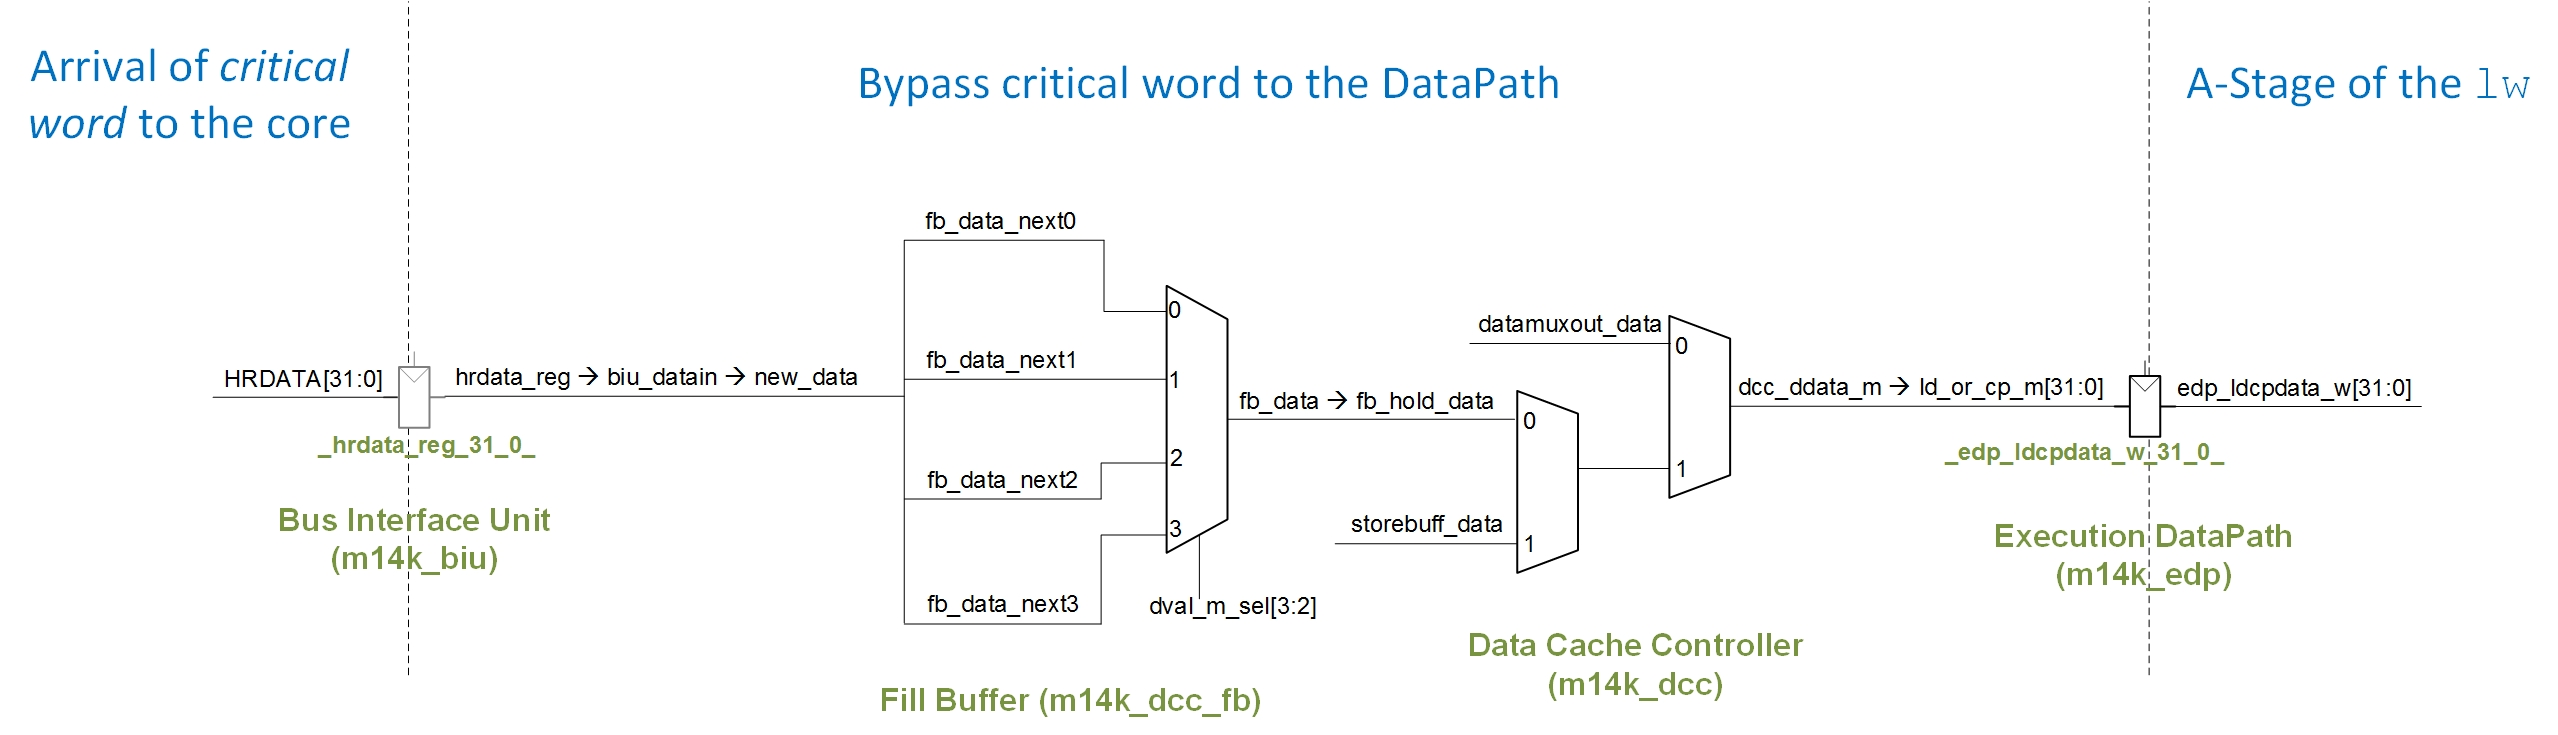 Arrival of critical
word to the core
Bypass critical word to the DataPath
A-Stage of the lw
fb_data_next0
0
fb_data_next1
1
fb_data_next2
2
fb_data_next3
3
dval_m_sel[3:2]
HRDATA[31:0]
hrdata_reg → biu_datain → new_data
_hrdata_reg_31_0_
Bus Interface Unit
(m14k_biu)
fb_data → fb_hold_data
0
storebuff_data
1
datamuxout_data
0
1
dcc_ddata_m → ld_or_cp_m[31:0]
edp_ldcpdata_w[31:0]
_edp_ldcpdata_w_31_0_
Execution DataPath
(m14k_edp)
Data Cache Controller
(m14k_dcc)
Fill Buffer (m14k_dcc_fb)